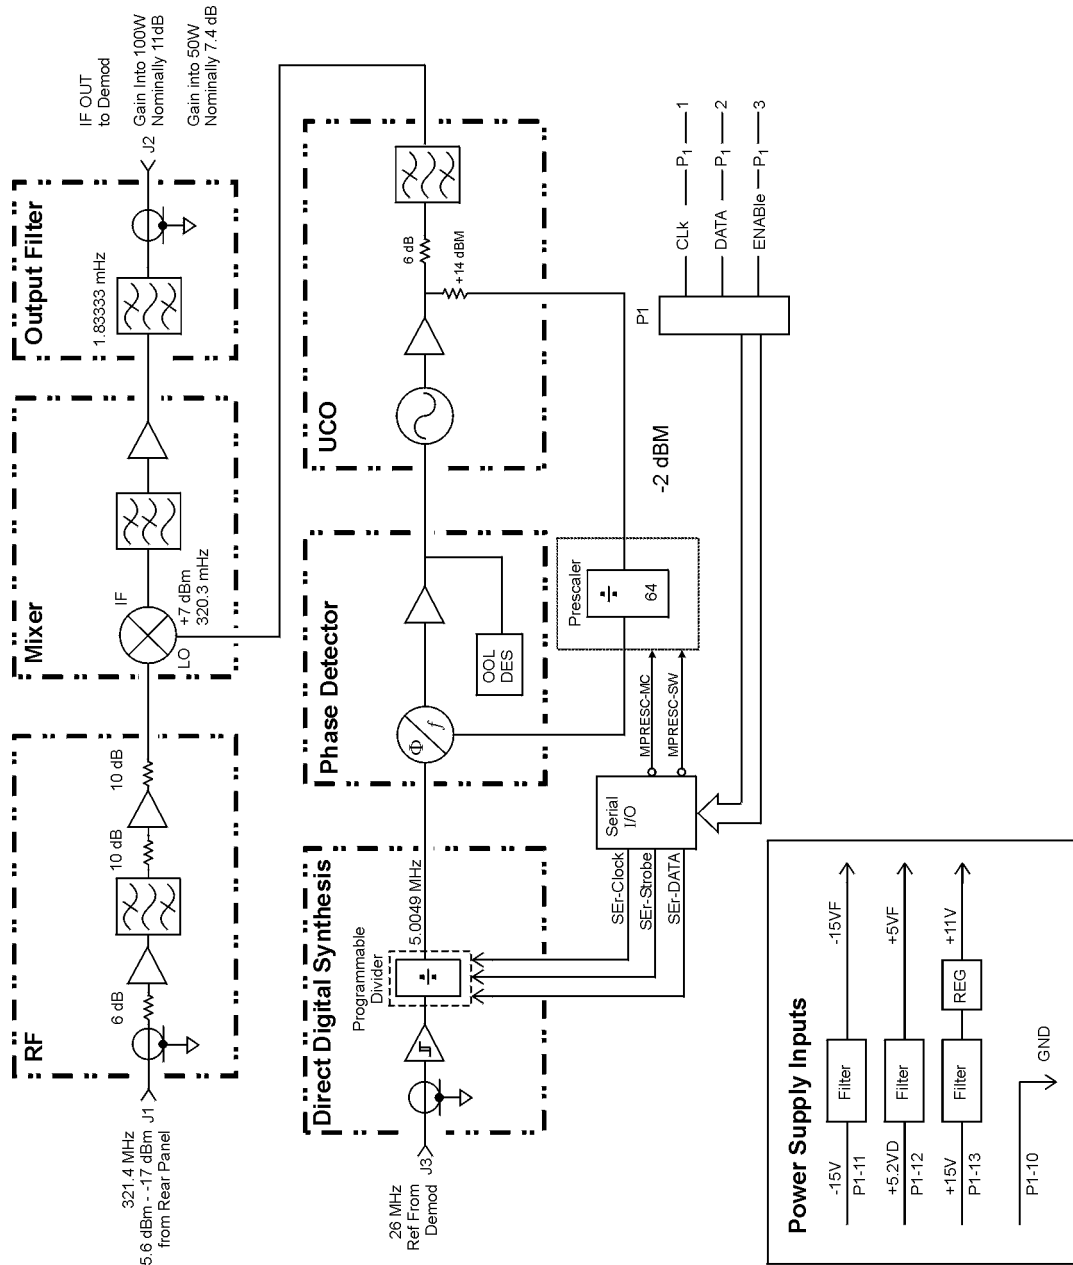 RF
321.4 MHz
5.6 dBm - -17 dBm
from Rear Panel
J1
6 dB
10 dB
10 dB
Mixer
LO
IF
+7 dBm
320.3 mHz
Output Filter
1.83333 mHz
J2
IF OUT
to Demod
Gain Into 100W
Nominally 11dB
Gain into 50W
Nominally 7.4 dB
Direct Digital Synthesis
26 MHz
Ref From
Demod
J3
Programmable
Divider
÷
5.0049 MHz
Phase Detector
Φ
f
OOL
DES
UCO
6 dB
+14 dBM
-2 dBM
Prescaler
÷
64
MPRESC-MC
MPRESC-SW
Serial
I/O
SEr-Clock
SEr-Strobe
SEr-DATA
P1
CLk P1 1
DATA P1 2
ENABle P1 3
Power Supply Inputs
-15V
P1-11
Filter
-15VF
+5.2VD
P1-12
Filter
+5VF
+15V
P1-13
Filter
REG
+11V
P1-10
GND